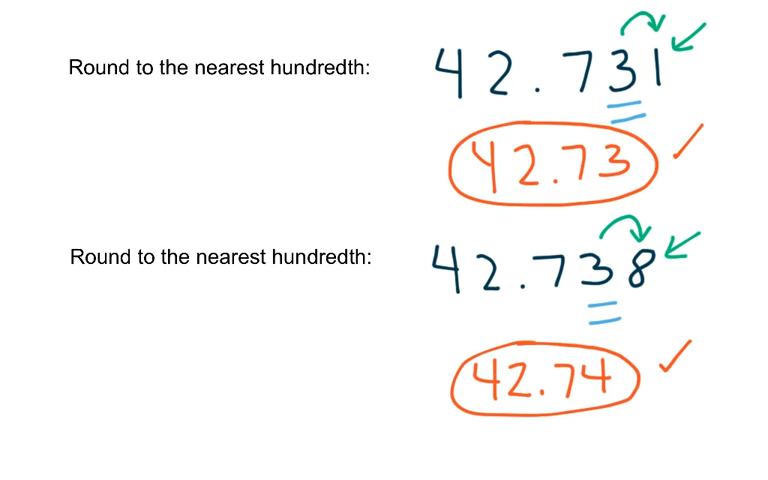 Round to the nearest hundredth: 42.731
42.73
Round to the nearest hundredth: 42.738
42.74